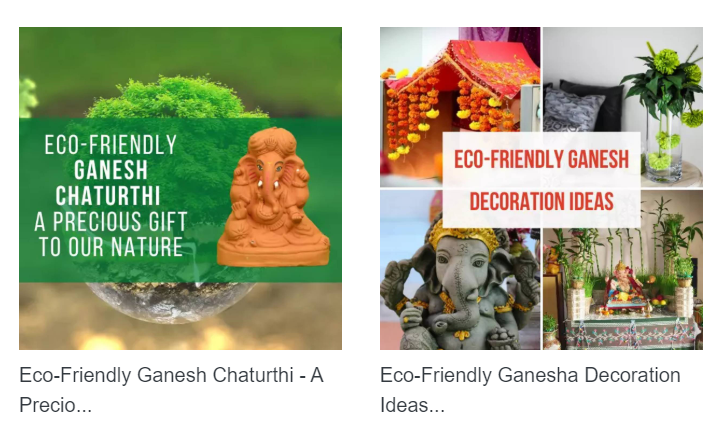 ECO-FRIENDLY
GANESH
CHATURTHI
A PRECIOUS GIFT
TO OUR NATURE
Eco-Friendly Ganesh Chaturthi - A
Precio...
ECO-FRIENDLY GANESH
DECORATION IDEAS
Eco-Friendly Ganesha Decoration
Ideas...